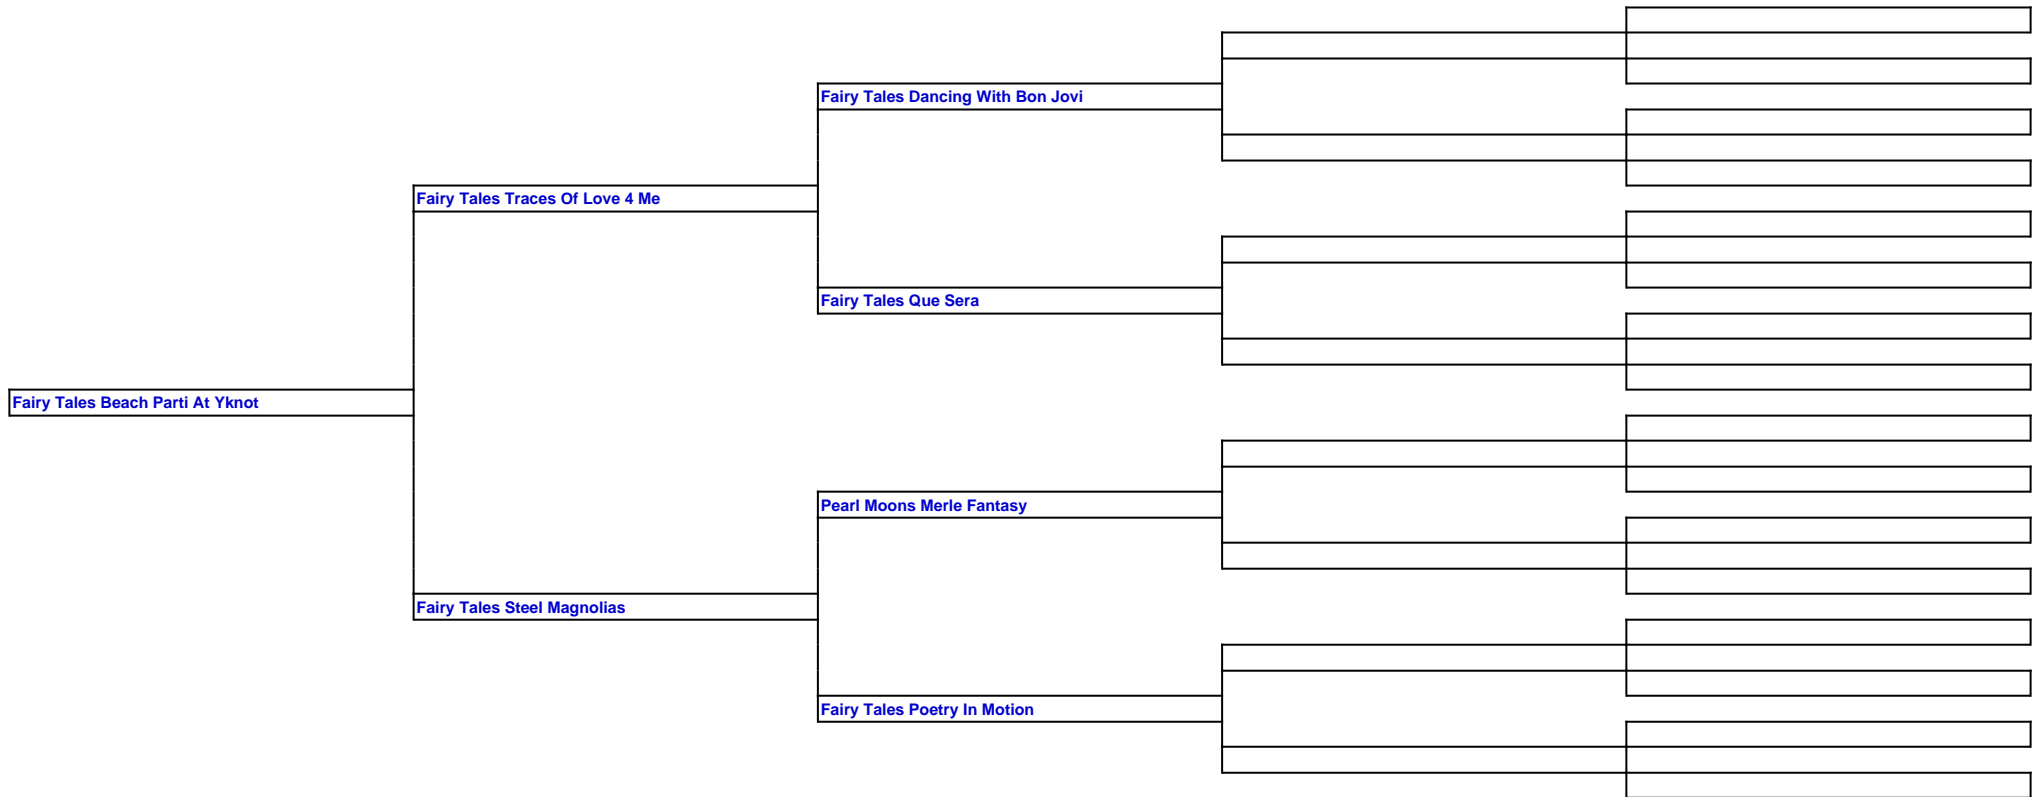 Fairy Tales Dancing With Bon Jovi
Fairy Tales Traces Of Love 4 Me
Fairy Tales Que Sera
Fairy Tales Beach Parti At Yknot
Pearl Moons Merle Fantasy
Fairy Tales Steel Magnolias
Fairy Tales Poetry In Motion